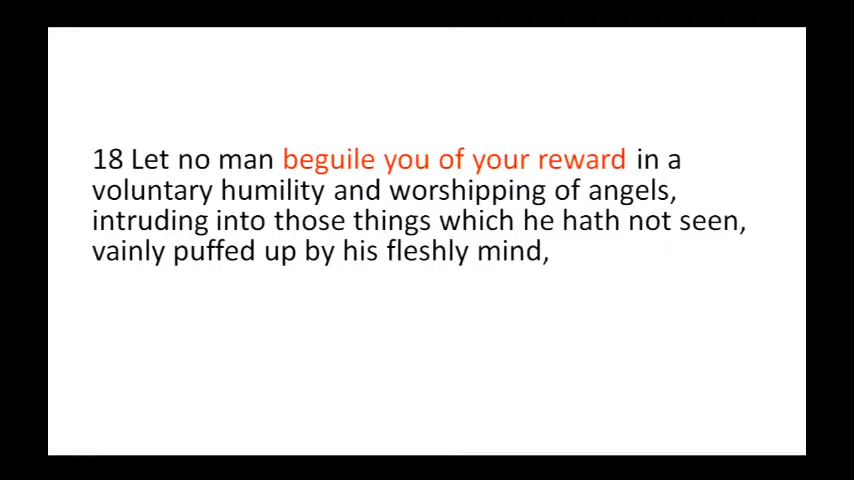 18 Let no man beguile you of your reward in a
voluntary humility and worshipping of angels,
intruding into those things which he hath not seen,
vainly puffed up by his fleshly mind,